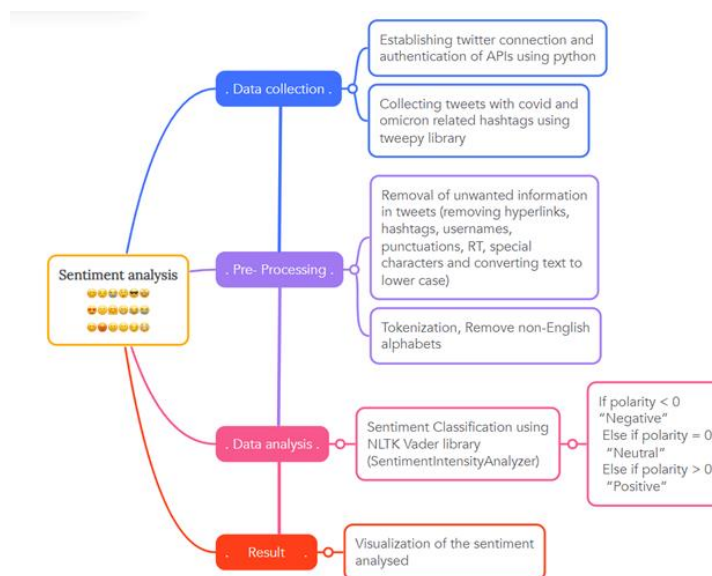 Sentiment analysis
. Data collection .
Establishing twitter connection and
authentication of APIs using python
Collecting tweets with covid and
omicron related hashtags using
tweepy library
. Pre- Processing .
Removal of unwanted information
in tweets (removing hyperlinks,
hashtags, usernames,
punctuations, RT, special
characters and converting text to
lower case)
Tokenization, Remove non-English
alphabets
. Data analysis .
Sentiment Classification using
NLTK Vader library
(SentimentIntensityAnalyzer)
If polarity < 0
“Negative”
Else if polarity = 0
“Neutral”
Else if polarity > 0
“Positive”
. Result .
Visualization of the sentiment
analysed